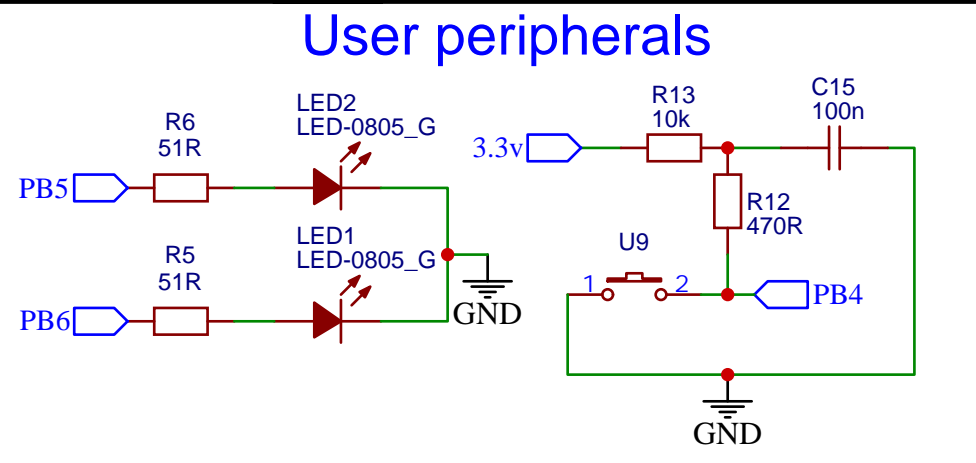 User peripherals
R6
51R
PB5
LED2
LED-0805_G
R5
51R
PB6
LED1
LED-0805_G
GND
3.3v
R13
10k
C15
100n
R12
470R
U9
1
2
PB4
GND